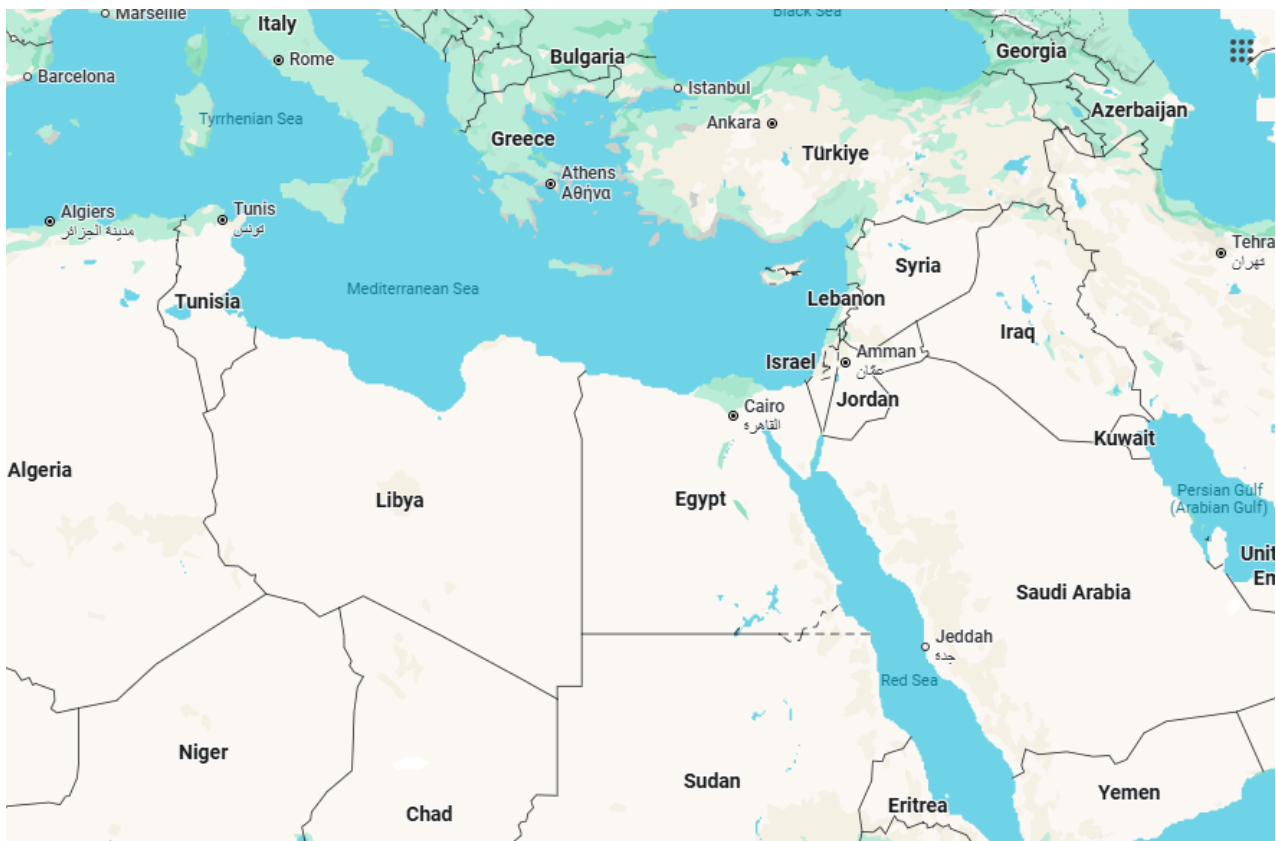 Marseille
Italy
Black Sea
Rome
Bulgaria
Georgia
Barcelona
Istanbul
Azerbaijan
Tyrrhenian Sea
Ankara
Greece
Türkiye
Athens
Αθήνα
Algiers
مدينة الجزائر
Tunis
تونس
Tehra
تهران
Syria
Mediterranean Sea
Tunisia
Lebanon
Iraq
Israel
Amman
عمّان
Jordan
Cairo
القاهرة
Kuwait
Algeria
Libya
Egypt
Persian Gulf
(Arabian Gulf)
Unit
Em
Saudi Arabia
Jeddah
جدة
Red Sea
Niger
Sudan
Chad
Eritrea
Yemen